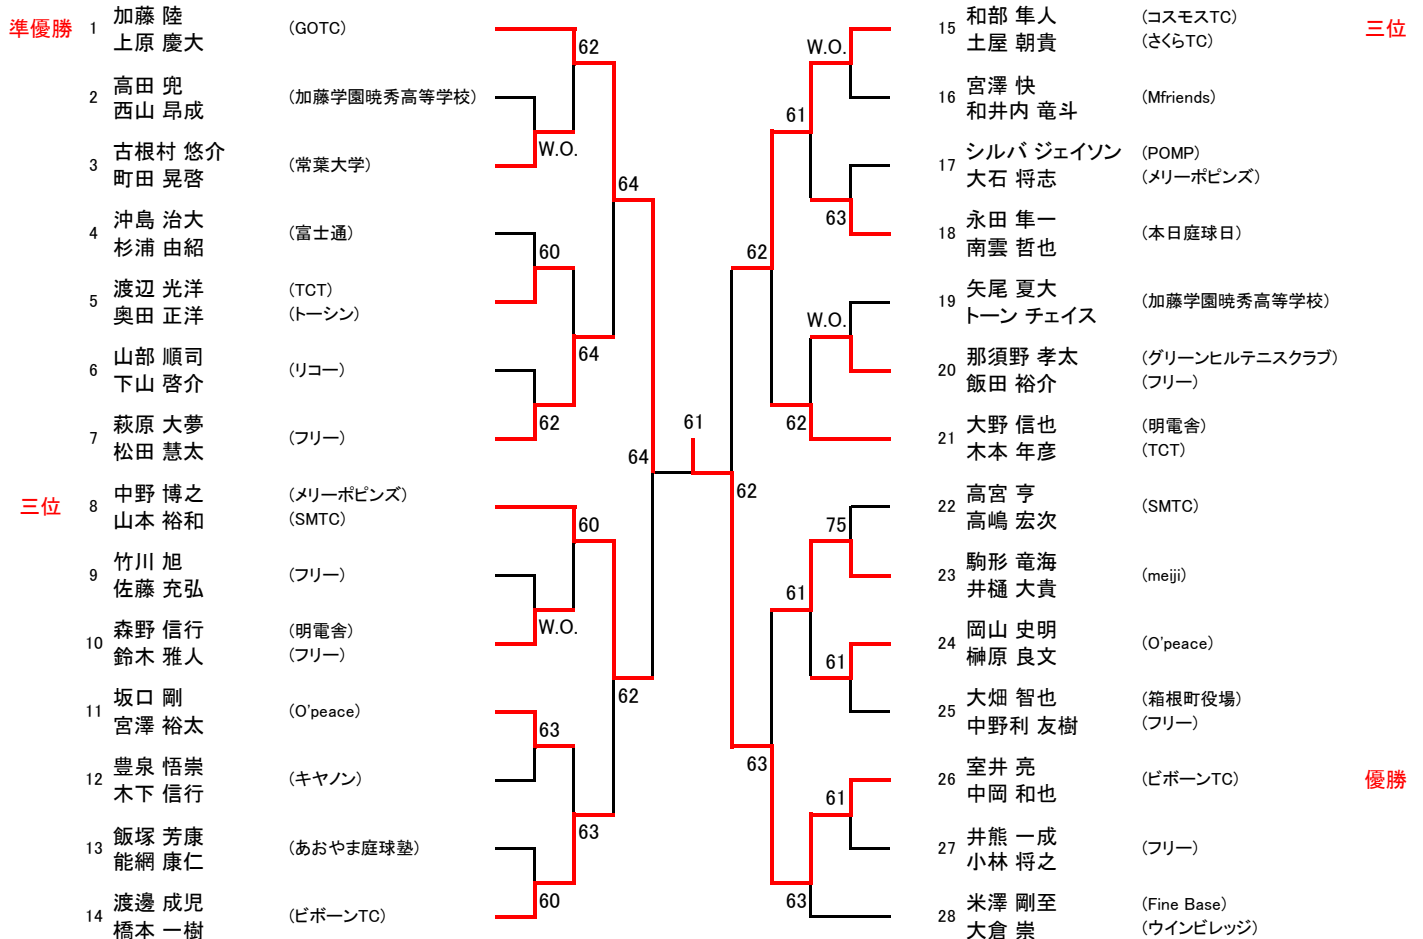 準優勝 1 加藤 陸 (GOTC)
上原 慶大
2 高田 兜 (加藤学園暁秀高等学校)
西山 昂成
3 古根村 悠介 (常葉大学)
町田 晃啓
4 沖島 治大 (富士通)
杉浦 由紹
5 渡辺 光洋 (TCT)
奥田 正洋 (トーシン)
6 山部 順司 (リコー)
下山 啓介
7 萩原 大夢 (フリー)
松田 慧太
三位 8 中野 博之 (メリーポピンズ)
山本 裕和 (SMTC)
9 竹川 旭 (フリー)
佐藤 充弘
10 森野 信行 (明電舎)
鈴木 雅人 (フリー)
11 坂口 剛 (O'peace)
宮澤 裕太
12 豊泉 悟崇 (キヤノン)
木下 信行
13 飯塚 芳康 (あおやま庭球塾)
能網 康仁
14 渡邊 成児 (ビボーンTC)
橋本 一樹
62
W.O.
64
60
64
62
64
60
W.O.
62
63
63
60
61
W.O.
61
63
62
W.O.
62
62
75
61
61
63
61
63
15 和部 隼人 (コスモスTC) 三位
土屋 朝貴 (さくらTC)
16 宮澤 快 (Mfriends)
和井内 竜斗
17 シルバ ジェイソン (POMP)
大石 将志 (メリーポピンズ)
18 永田 隼一 (本日庭球日)
南雲 哲也
19 矢尾 夏大 (加藤学園暁秀高等学校)
トーン チェイス
20 那須野 孝太 (グリーンヒルテニスクラブ)
飯田 裕介 (フリー)
21 大野 信也 (明電舎)
木本 年彦 (TCT)
22 高宮 亨 (SMTC)
高嶋 宏次
23 駒形 竜海 (meiji)
井樋 大貴
24 岡山 史明 (O'peace)
榊原 良文
25 大畑 智也 (箱根町役場)
中野利 友樹 (フリー)
26 室井 亮 (ビボーンTC) 優勝
中岡 和也
27 井熊 一成 (フリー)
小林 将之
28 米澤 剛至 (Fine Base)
大倉 崇 (ウインビレッジ)